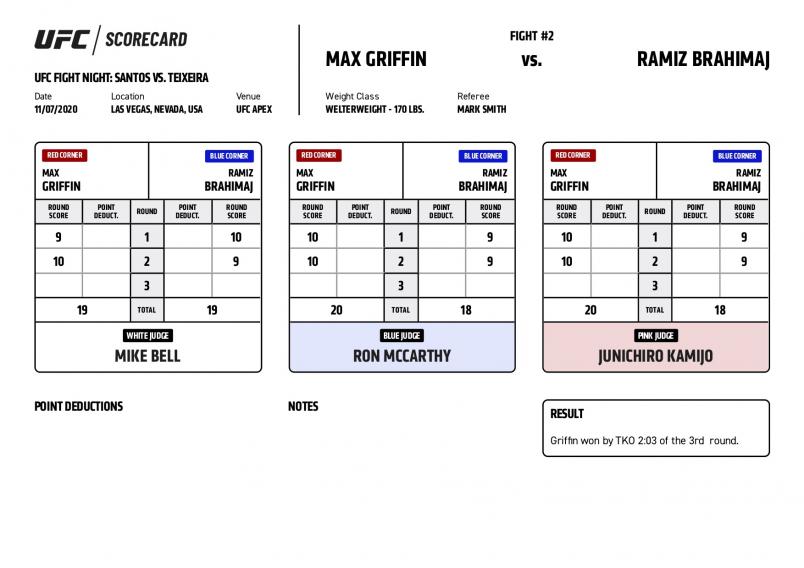 UFC SCORECARD
UFC FIGHT NIGHT: SANTOS VS. TEIXEIRA
Date Location Venue
11/07/2020 LAS VEGAS, NEVADA, USA UFC APEX
FIGHT #2
MAX GRIFFIN vs. RAMIZ BRAHIMAJ
Weight Class Referee
WELTERWEIGHT - 170 LBS. MARK SMITH
RED CORNER BLUE CORNER
MAX RAMIZ
GRIFFIN BRAHIMAJ
ROUND SCORE POINT DEDUCT. ROUND POINT DEDUCT. ROUND SCORE
9 1 10
10 2 9
3
19 TOTAL 19
WHITE JUDGE
MIKE BELL
RED CORNER BLUE CORNER
MAX RAMIZ
GRIFFIN BRAHIMAJ
ROUND SCORE POINT DEDUCT. ROUND POINT DEDUCT. ROUND SCORE
10 1 9
10 2 9
3
20 TOTAL 18
BLUE JUDGE
RON MCCARTHY
RED CORNER BLUE CORNER
MAX RAMIZ
GRIFFIN BRAHIMAJ
ROUND SCORE POINT DEDUCT. ROUND POINT DEDUCT. ROUND SCORE
10 1 9
10 2 9
3
20 TOTAL 18
PINK JUDGE
JUNICHIRO KAMIJO
POINT DEDUCTIONS
NOTES
RESULT
Griffin won by TKO 2:03 of the 3rd round.